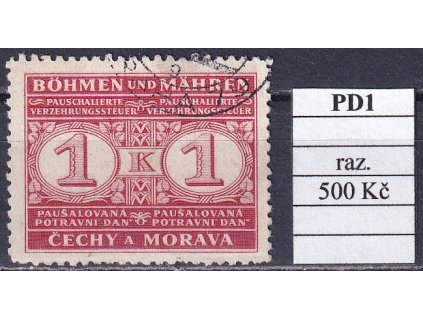 BÖHMEN UND MÄHREN
PAUSCHALIERTE PAUSCHALIERTE
VERZEHRUNGSSTEUER VERZEHRUNGSSTEUER
1 K 1
PAUŠALOVANÁ PAUŠALOVANÁ
POTRAVNÍ DAŇ POTRAVNÍ DAŇ
ČECHY A MORAVA
PD1
raz.
500 Kč